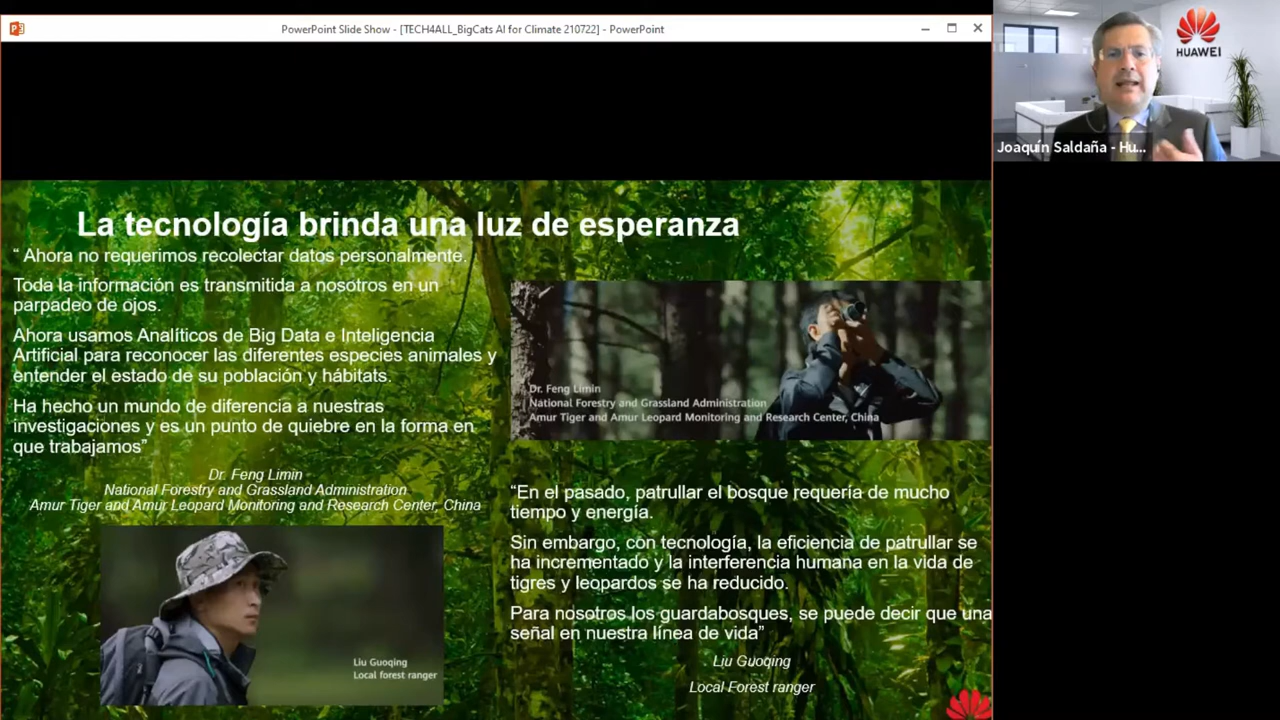 PowerPoint Slide Show - [TECH4ALL_BigCats AI for Climate 210722] - PowerPoint
HUAWEI
Joaquín Saldaña - Hu...
La tecnología brinda una luz de esperanza
“ Ahora no requerimos recolectar datos personalmente.
Toda la información es transmitida a nosotros en un
parpadeo de ojos.
Ahora usamos Analíticos de Big Data e Inteligencia
Artificial para reconocer las diferentes especies animales y
entender el estado de su población y hábitats.
Ha hecho un mundo de diferencia a nuestras
investigaciones y es un punto de quiebre en la forma en
que trabajamos”
Dr. Feng Limin
National Forestry and Grassland Administration
Amur Tiger and Amur Leopard Monitoring and Research Center, China
Liu Guoqing
Local forest ranger
Dr. Feng Limin
National Forestry and Grassland Administration
Amur Tiger and Amur Leopard Monitoring and Research Center, China
“En el pasado, patrullar el bosque requería de mucho
tiempo y energía.
Sin embargo, con tecnología, la eficiencia de patrullar se
ha incrementado y la interferencia humana en la vida de
tigres y leopardos se ha reducido.
Para nosotros los guardabosques, se puede decir que una
señal en nuestra línea de vida”
Liu Guoqing
Local Forest ranger